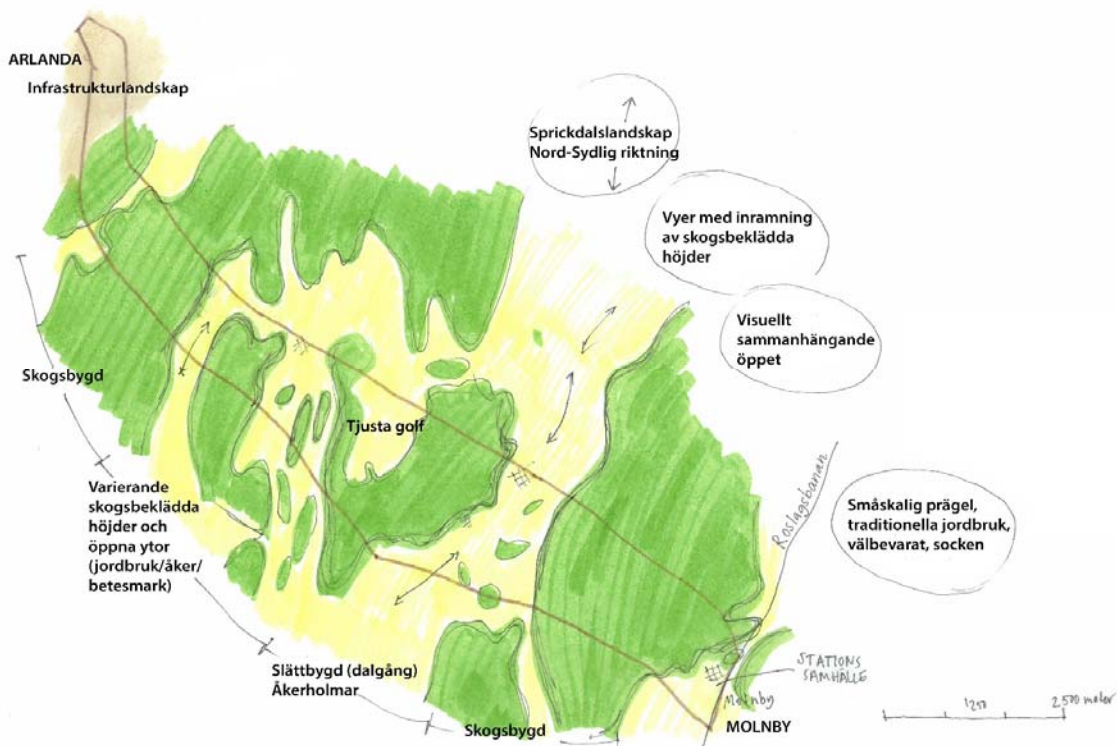 ARLANDA
Infrastrukturlandskap
Sprickdalslandskap
Nord-Sydlig riktning
Vyer med inramning
av skogsbeklädda
höjder
Visuellt
sammanhängande
öppet
Skogsbygd
Tjusta golf
Varierande
skogsbeklädda
höjder och
öppna ytor
(jordbruk/åker/
betesmark)
Roslagsbanan
Småskalig prägel,
traditionella jordbruk,
välbevarat, socken
Slättbygd (dalgång)
Åkerholmar
STATIONS
SAMHÄLLE
Molnby
MOLNBY
Skogsbygd
1250
2500 meter